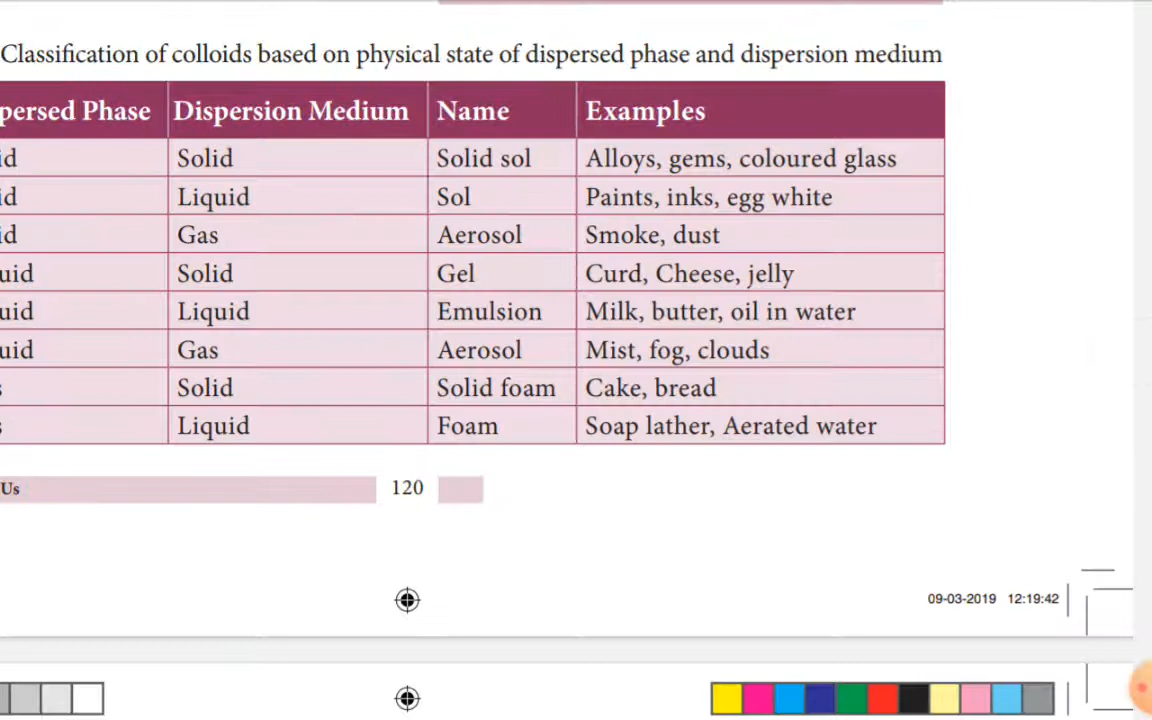 Classification of colloids based on physical state of dispersed phase and dispersion medium
persed Phase Dispersion Medium Name Examples
id Solid Solid sol Alloys, gems, coloured glass
id Liquid Sol Paints, inks, egg white
id Gas Aerosol Smoke, dust
uid Solid Gel Curd, Cheese, jelly
uid Liquid Emulsion Milk, butter, oil in water
uid Gas Aerosol Mist, fog, clouds
s Solid Solid foam Cake, bread
s Liquid Foam Soap lather, Aerated water
Us 120
09-03-2019 12:19:42